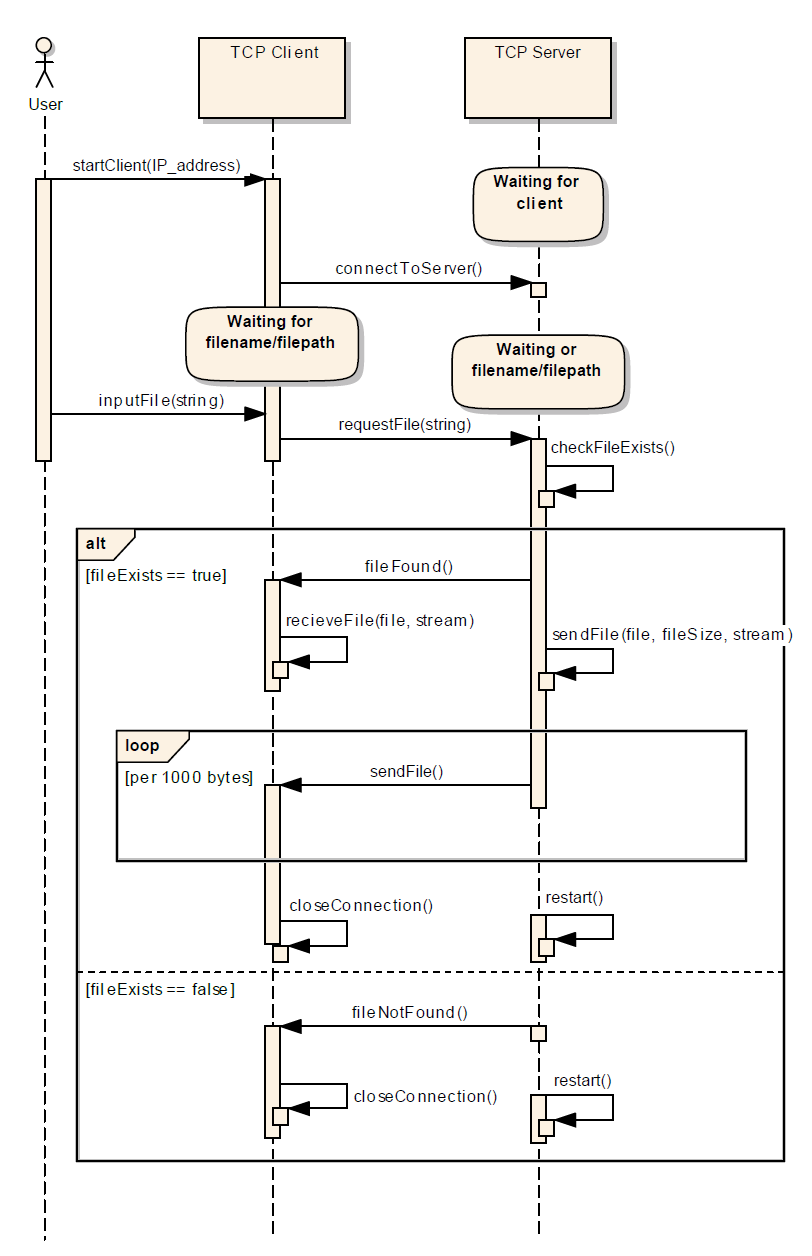 TCP Client
TCP Server
User
startClient(IP_address)
Waiting for
client
connectToServer()
Waiting for
filename/filepath
Waiting or
filename/filepath
inputFile(string)
requestFile(string)
checkFileExists()
alt
[fileExists == true]
fileFound()
recieveFile(file, stream)
sendFile(file, fileSize, stream)
loop
[per 1000 bytes]
sendFile()
closeConnection()
restart()
[fileExists == false]
fileNotFound()
closeConnection()
restart()